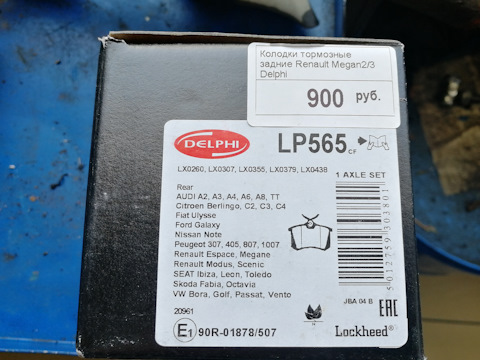 Колодки тормозные
задние Renault Megan2/3
Delphi
900 руб.
DELPHI
LP565 CF
LX0260, LX0307, LX0355, LX0379, LX0438
1 AXLE SET
Rear
AUDI A2, A3, A4, A6, A8, TT
Citroen Berlingo, C2, C3, C4
Fiat Ulysse
Ford Galaxy
Nissan Note
Peugeot 307, 405, 807, 1007
Renault Espace, Megane
Renault Modus, Scenic
SEAT Ibiza, Leon, Toledo
Skoda Fabia, Octavia
VW Bora, Golf, Passat, Vento
5012759303801
JBA 04 B
EAC
20961
E1 90R-01878/507
Lockheed